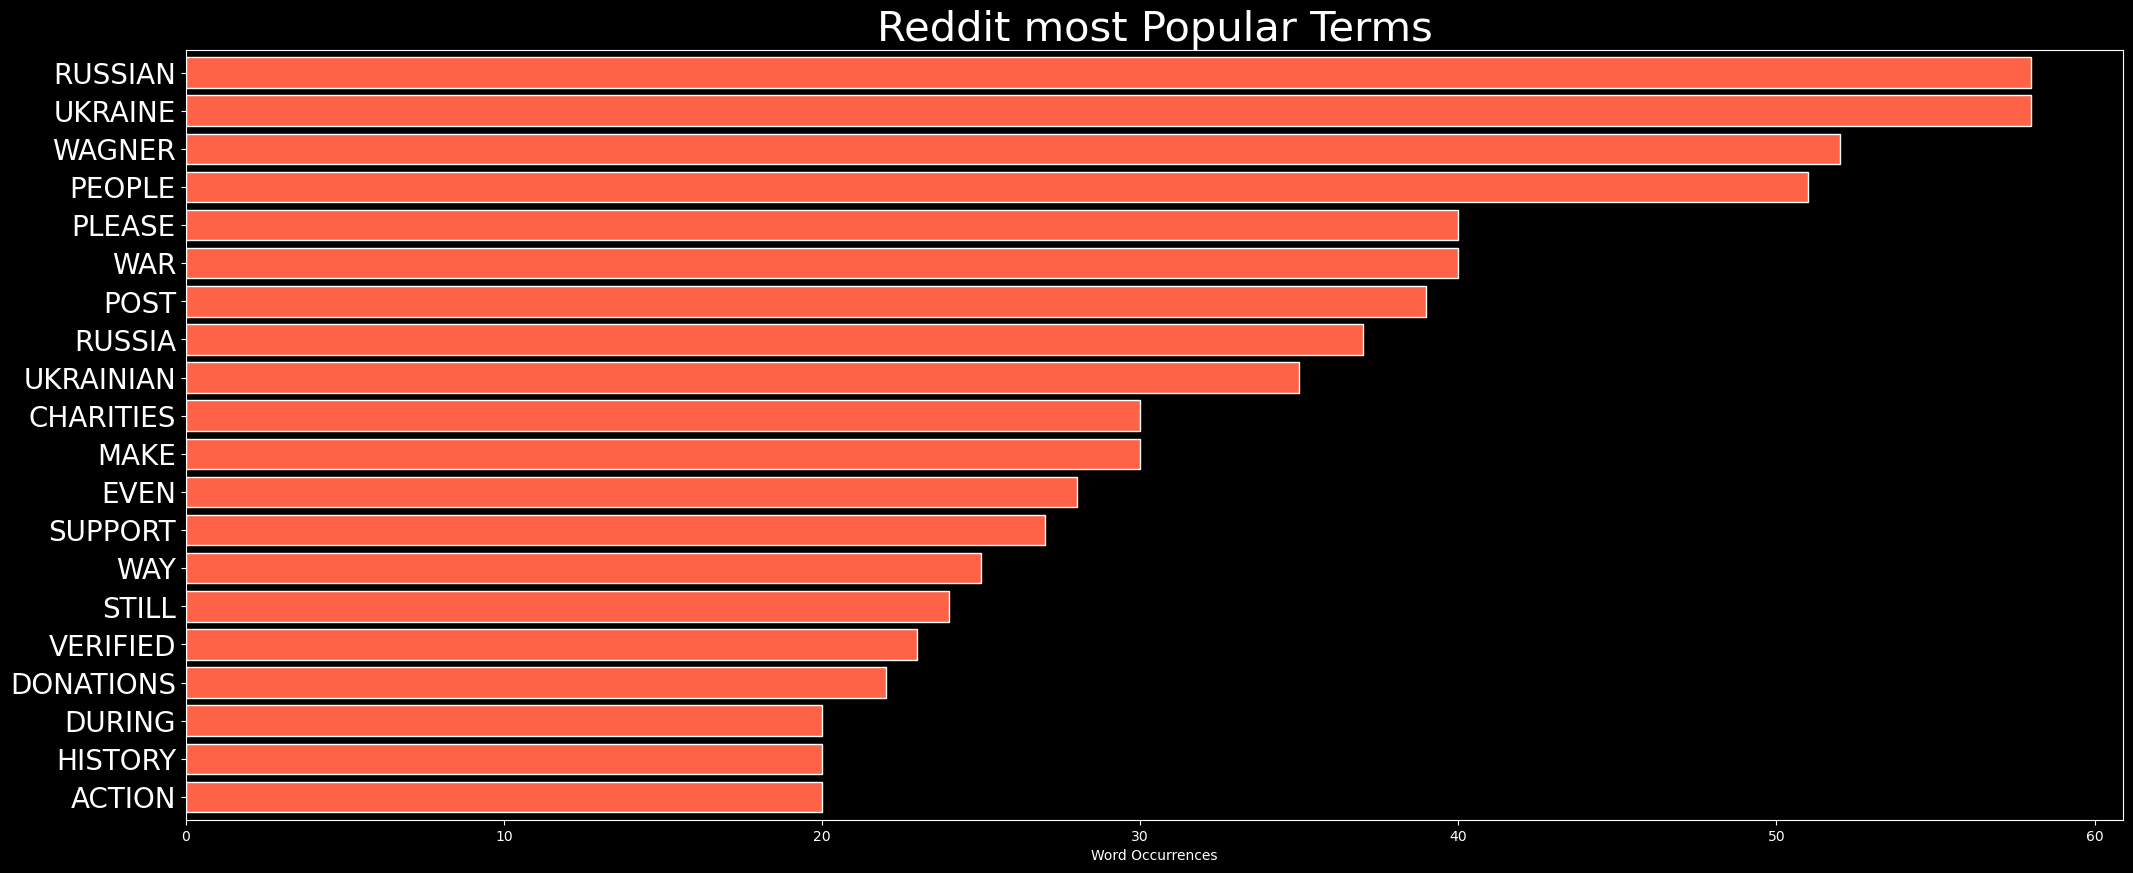 Reddit most Popular Terms
RUSSIAN
UKRAINE
WAGNER
PEOPLE
PLEASE
WAR
POST
RUSSIA
UKRAINIAN
CHARITIES
MAKE
EVEN
SUPPORT
WAY
STILL
VERIFIED
DONATIONS
DURING
HISTORY
ACTION
0 10 20 30 40 50 60
Word Occurrences